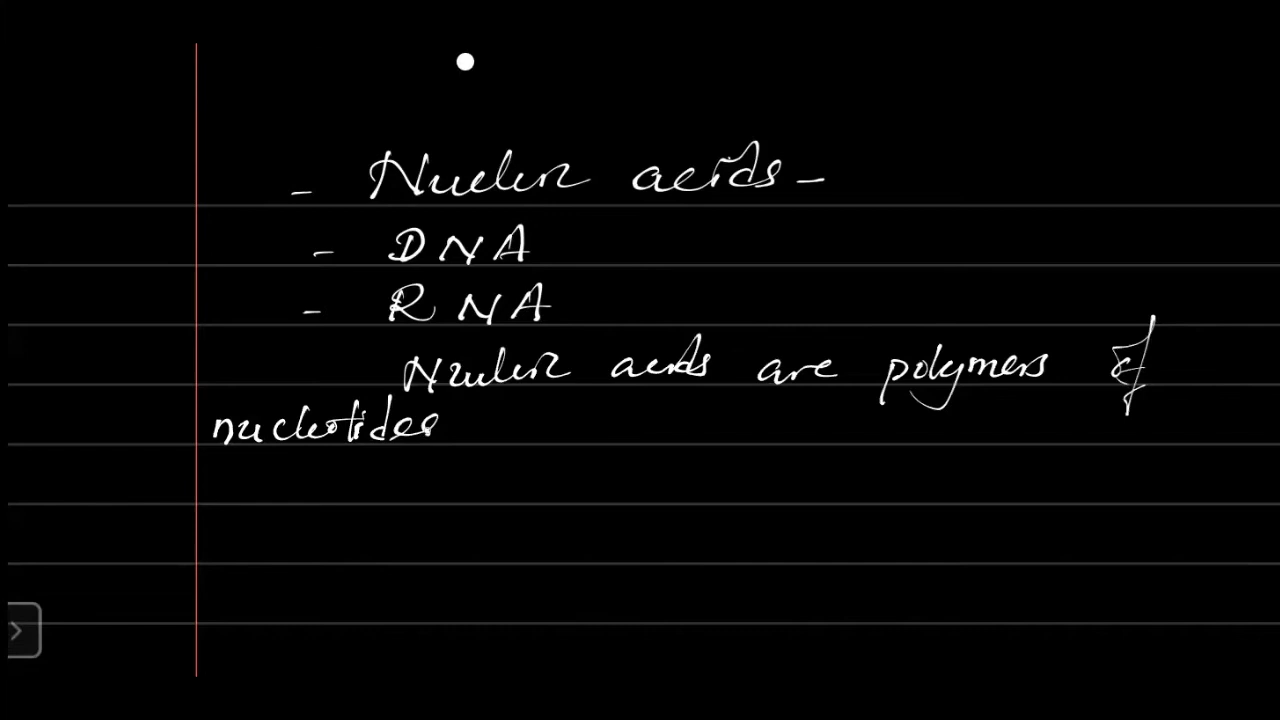 - Nucleic acids -
- DNA
- RNA
Nucleic acids are polymers of
nucleotides